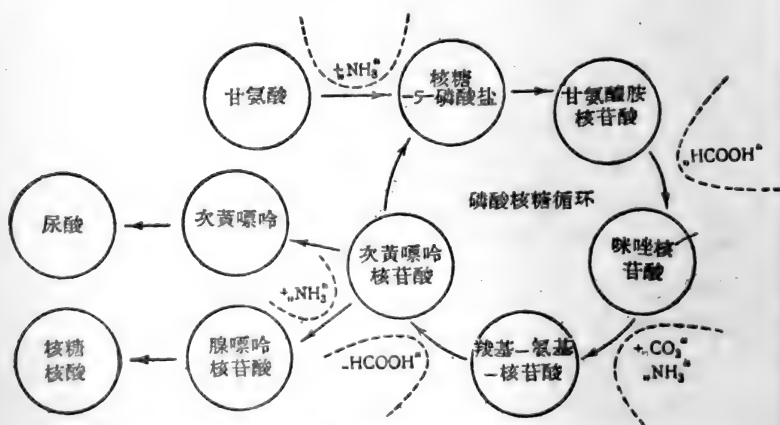 +„NH₃"
甘氨酸
核糖
-5-磷酸盐
甘氨酰胺
核苷酸
„HCOOH"
磷酸核糖循环
尿酸
次黄嘌呤
次黄嘌呤
核苷酸
咪唑核
苷酸
+„NH₃"
核糖
核酸
腺嘌呤
核苷酸
-HCOOH"
羧基-氨基
-核苷酸
+„CO₂"
„NH₃"